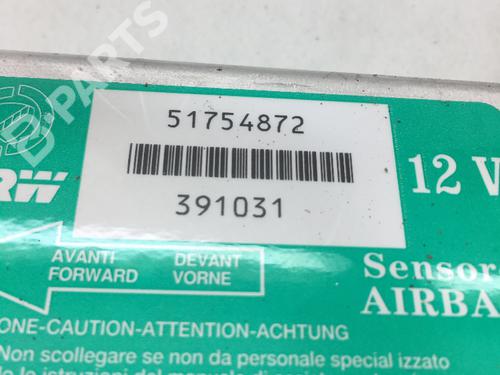 D-PARTS
51754872
RW
12 V
391031
AVANTI DEVANT
FORWARD VORNE
Sensor
AIRBA
ONE-CAUTION-ATTENTION-ACHTUNG
Non scollegare se non da personale special izzato